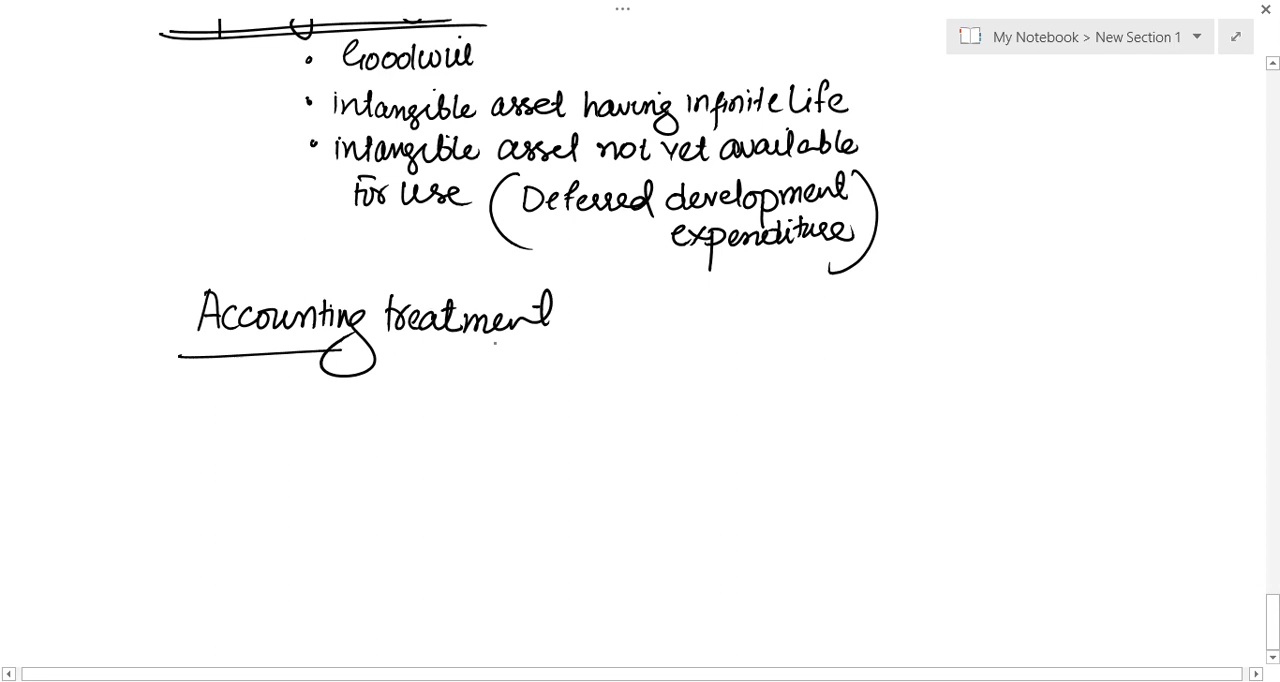 ...
My Notebook > New Section 1
• Goodwill
• intangible asset having infinite life
• intangible asset not yet available
for use (Deferred development
expenditure)
Accounting treatment